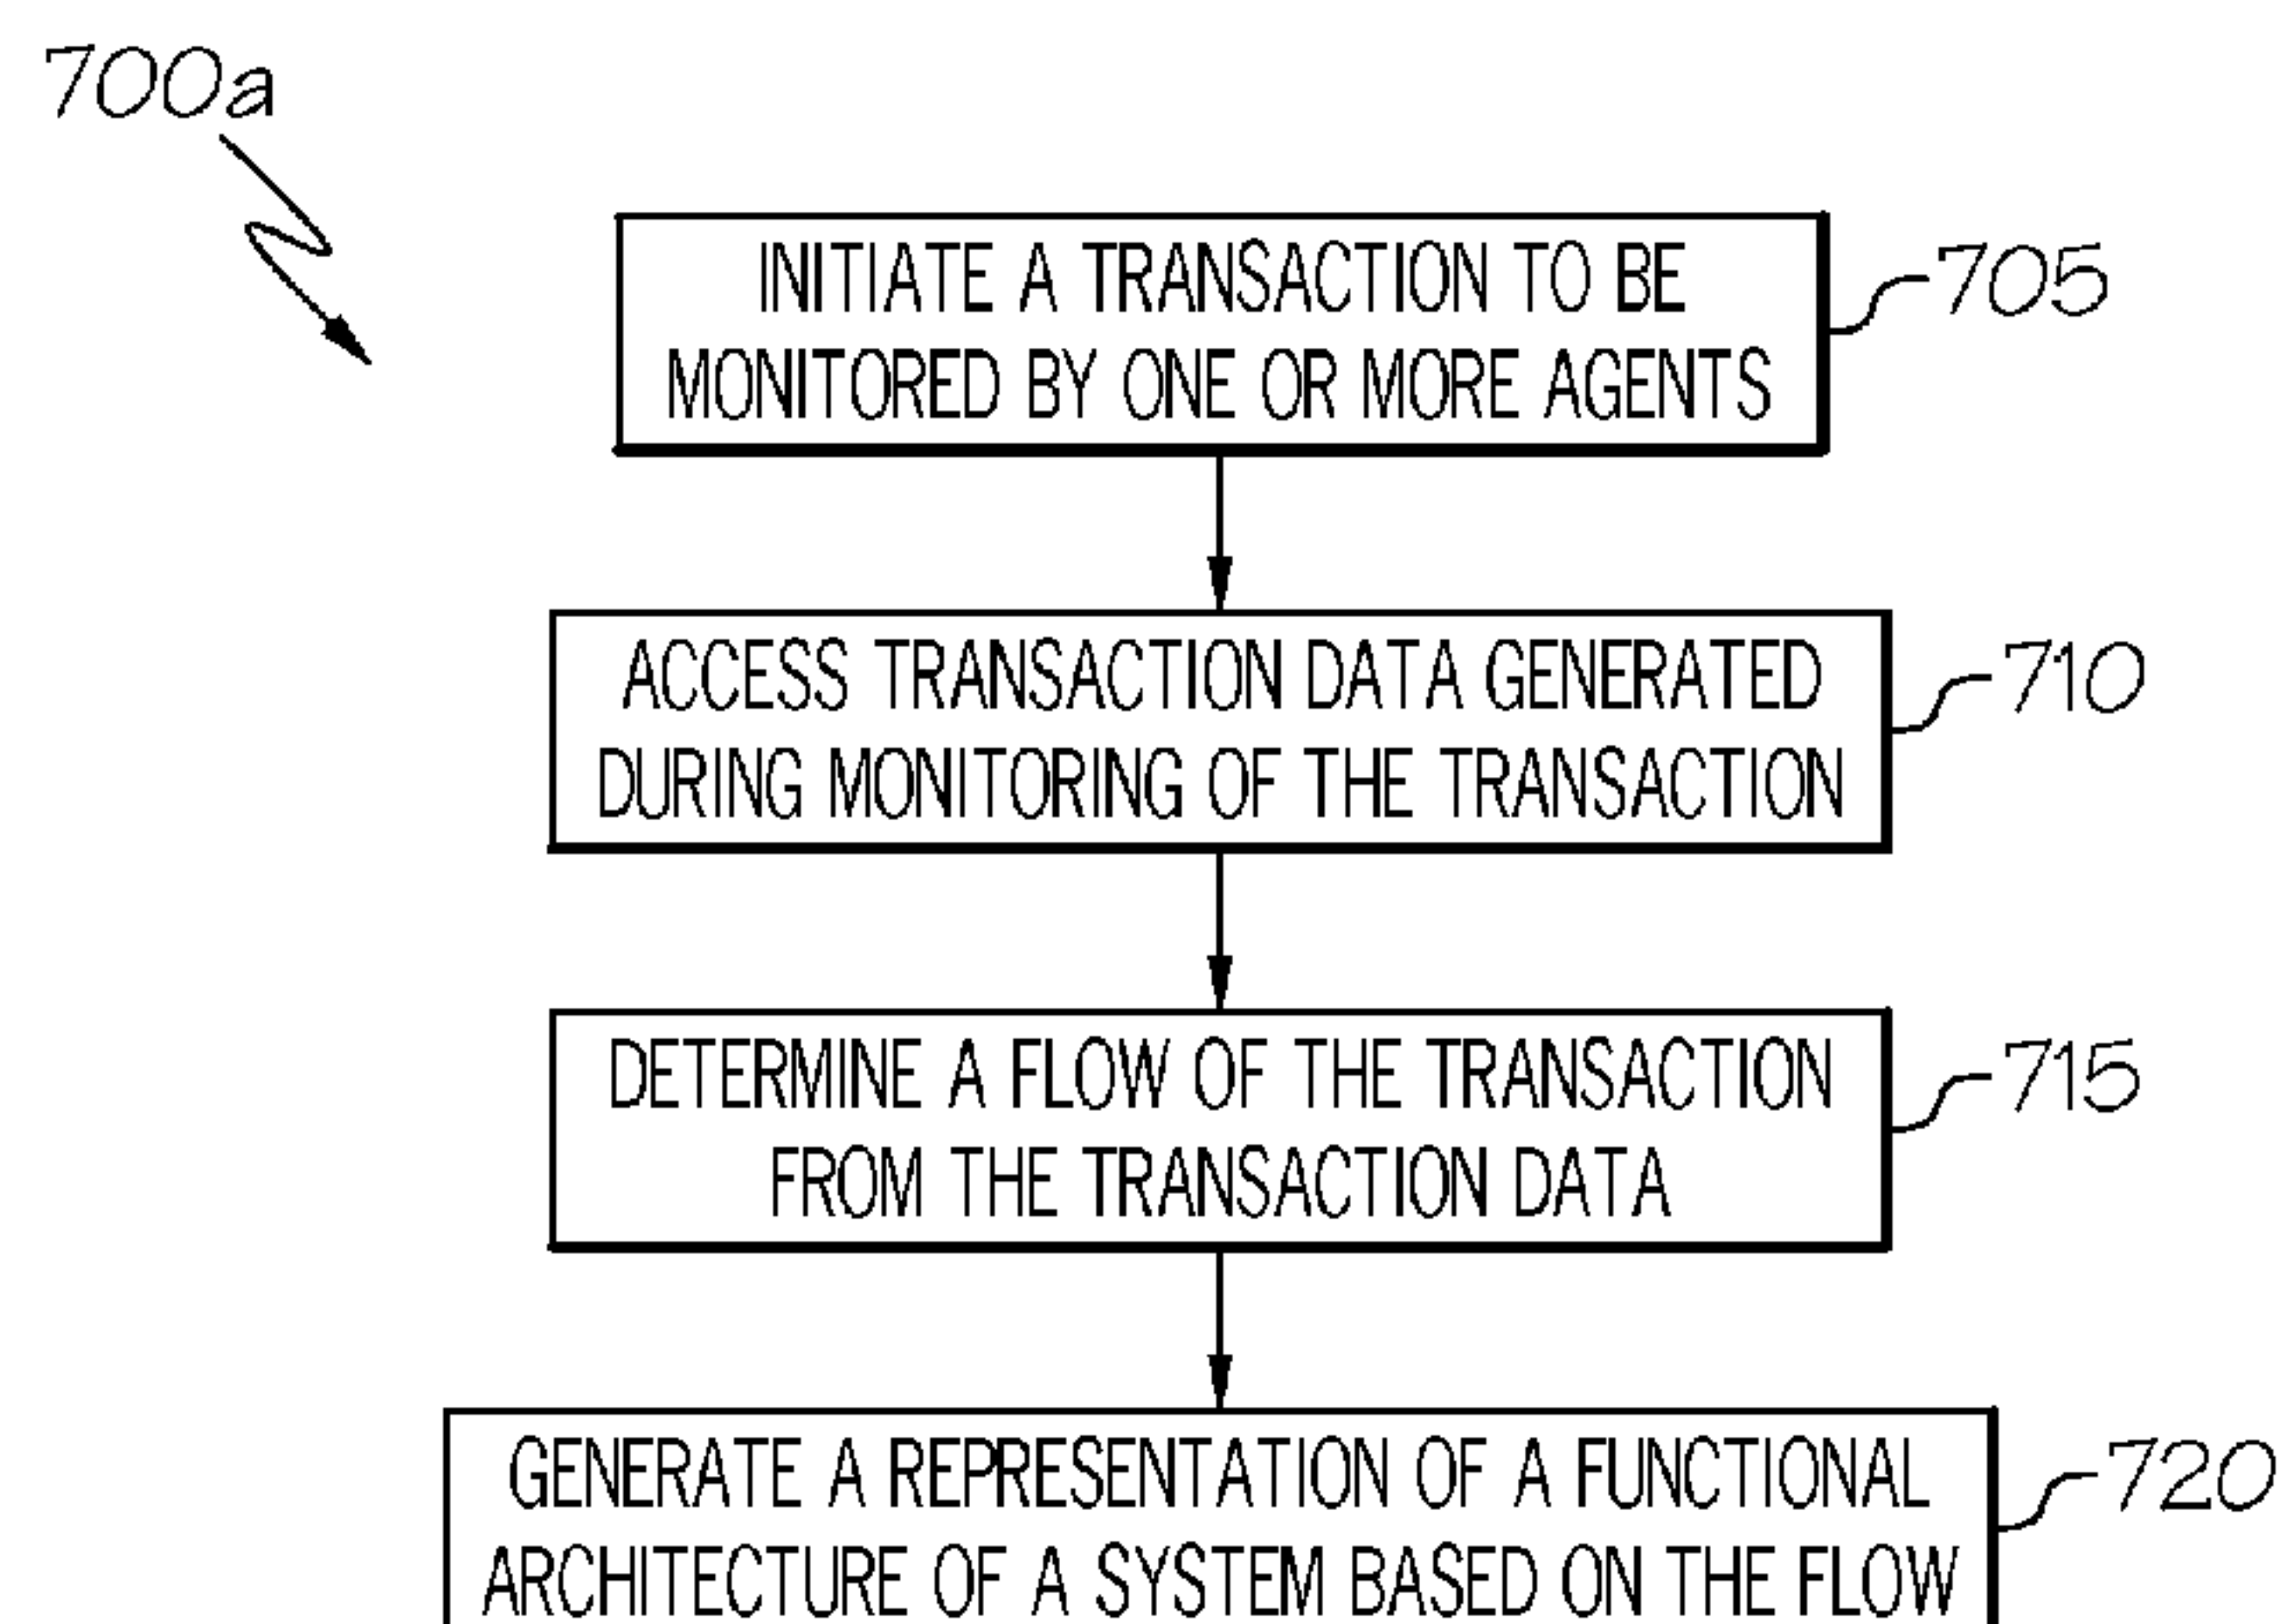 700a
INITIATE A TRANSACTION TO BE
MONITORED BY ONE OR MORE AGENTS
705
ACCESS TRANSACTION DATA GENERATED
DURING MONITORING OF THE TRANSACTION
710
DETERMINE A FLOW OF THE TRANSACTION
FROM THE TRANSACTION DATA
715
GENERATE A REPRESENTATION OF A FUNCTIONAL
ARCHITECTURE OF A SYSTEM BASED ON THE FLOW
720